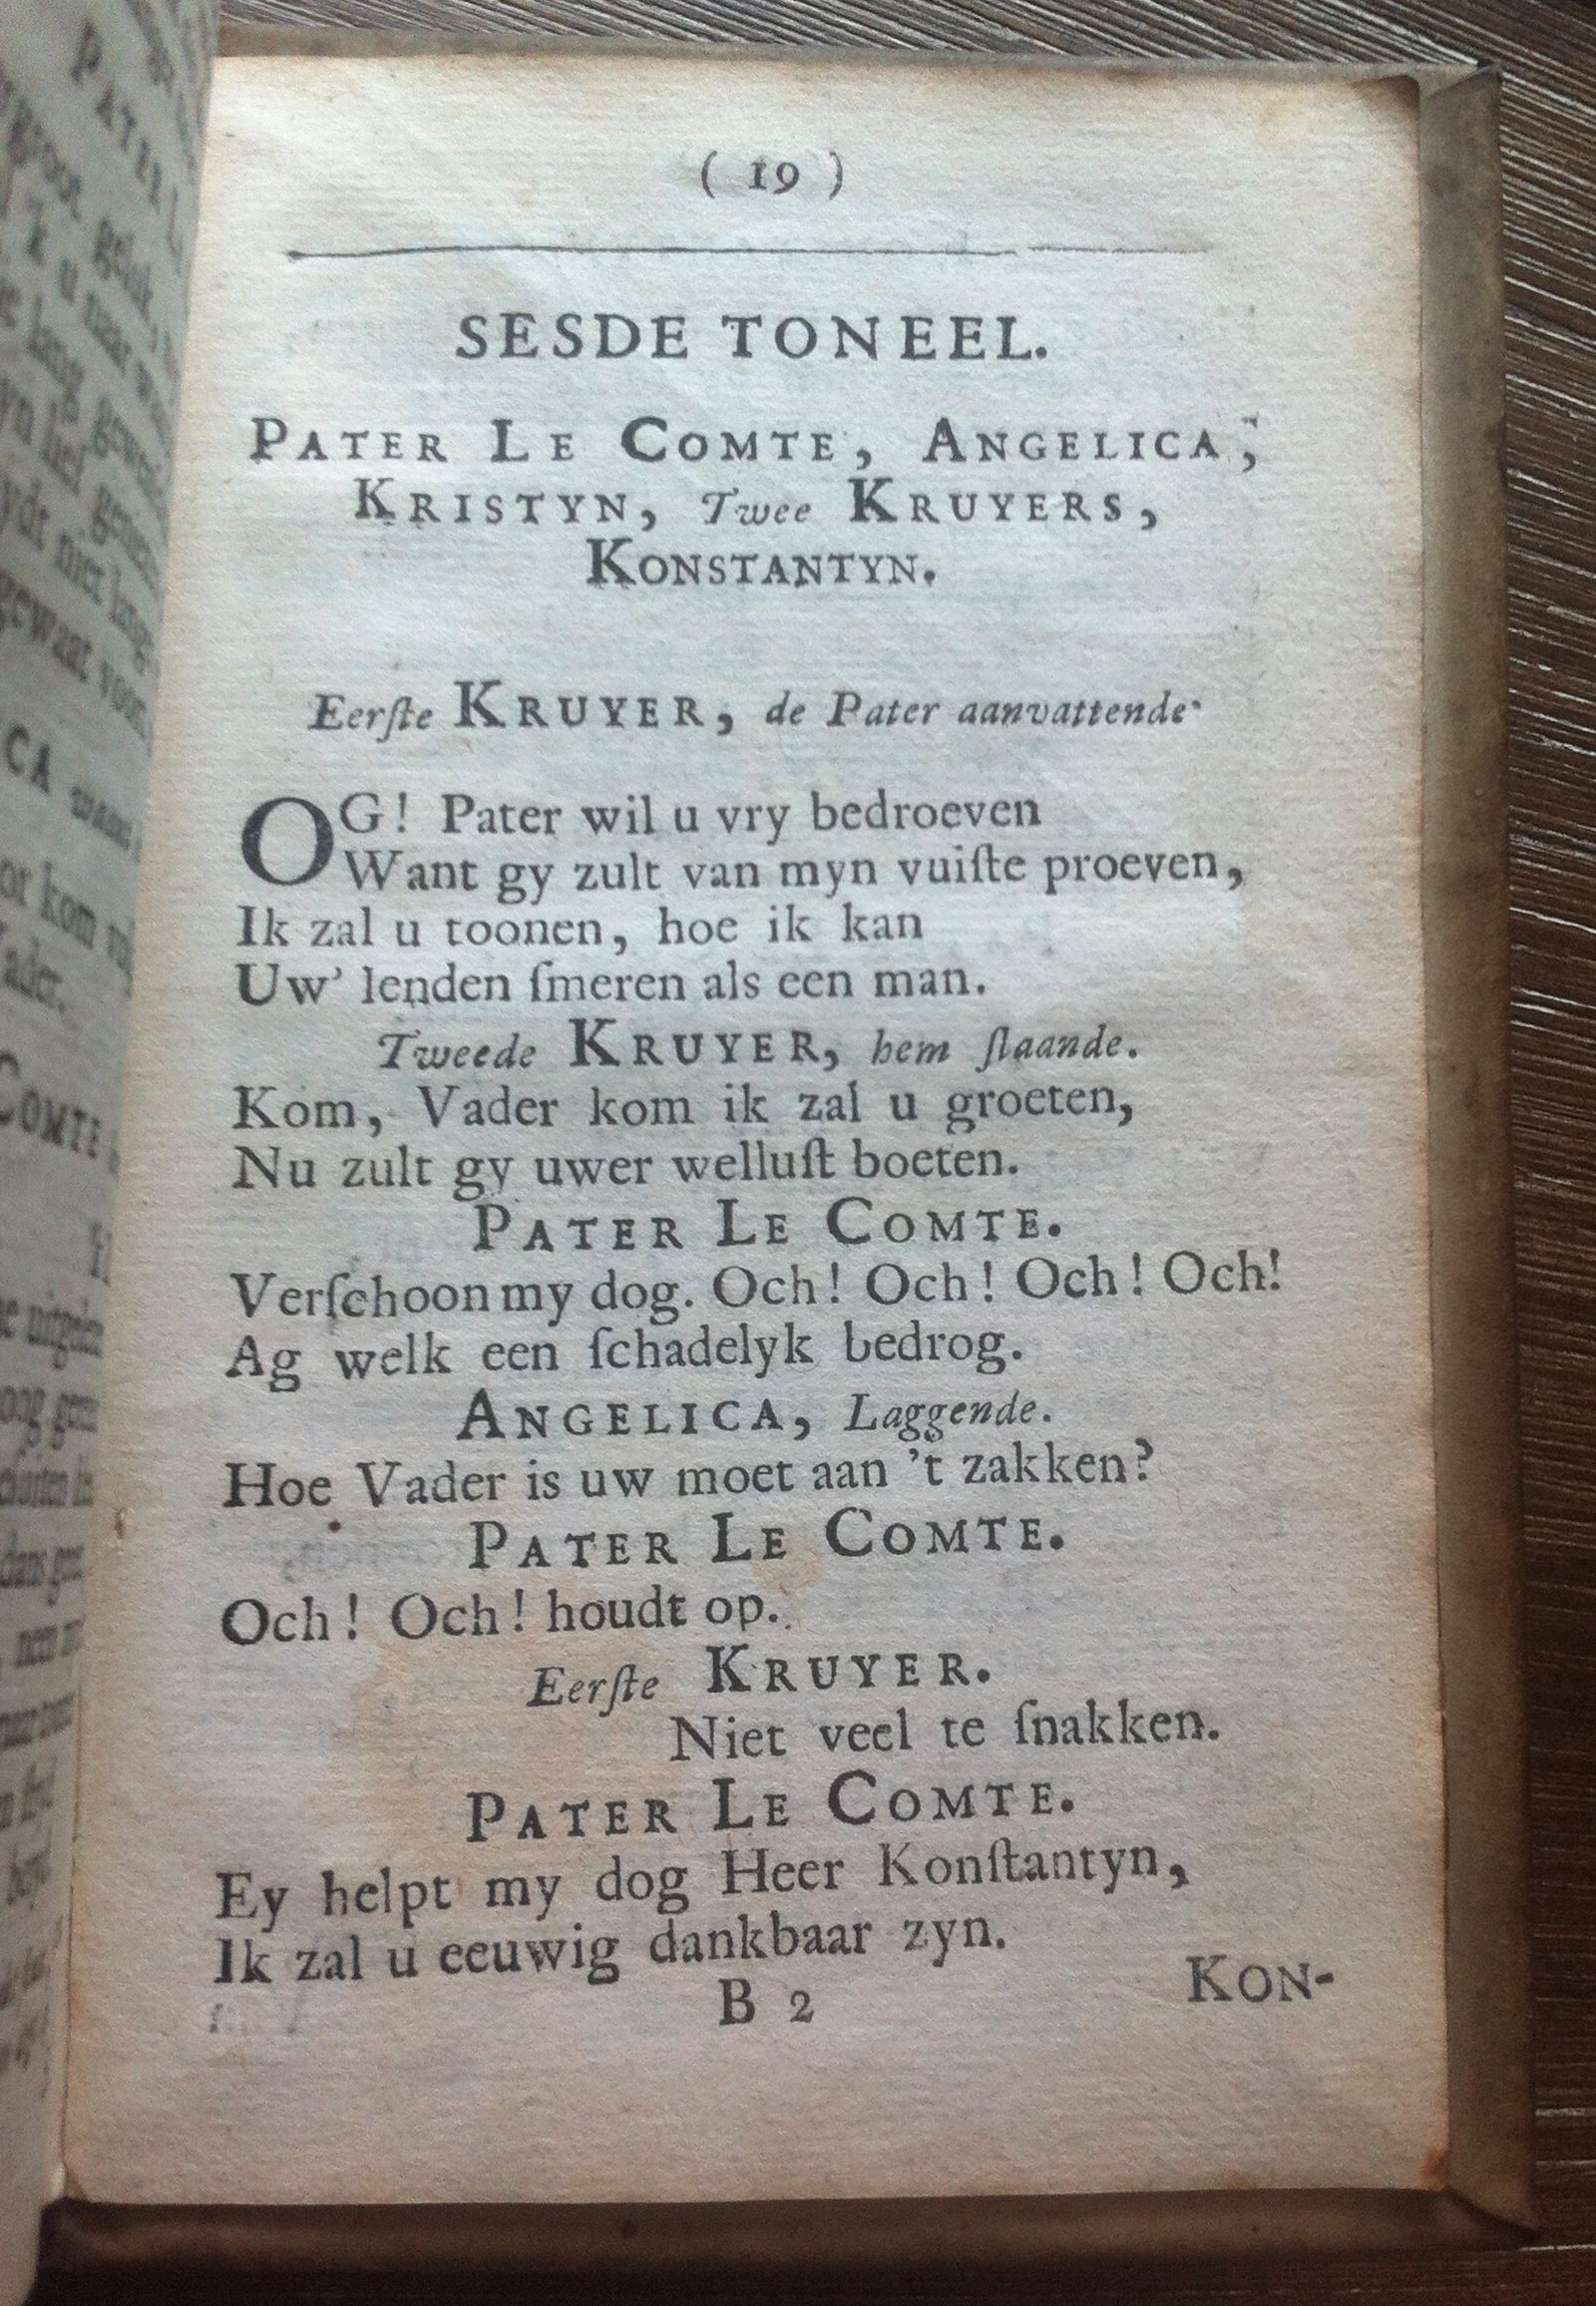 ( 19 )
SESDE TONEEL.
PATER LE COMTE, ANGELICA,
KRISTYN, Twee KRUYERS,
KONSTANTYN.
Eerſte KRUYER, de Pater aanvattende.
OG! Pater wil u vry bedroeven
Want gy zult van myn vuiſte proeven,
Ik zal u toonen, hoe ik kan
Uw' lenden ſmeren als een man.
Tweede KRUYER, hem ſlaande.
Kom, Vader kom ik zal u groeten,
Nu zult gy uwer welluſt boeten.
PATER LE COMTE.
Verſchoon my dog. Och! Och! Och! Och!
Ag welk een ſchadelyk bedrog.
ANGELICA, Laggende.
Hoe Vader is uw moet aan 't zakken?
PATER LE COMTE.
Och! Och! houdt op.
Eerſte KRUYER.
Niet veel te ſnakken.
PATER LE COMTE.
Ey helpt my dog Heer Konſtantyn,
Ik zal u eeuwig dankbaar zyn.
B 2 KON-